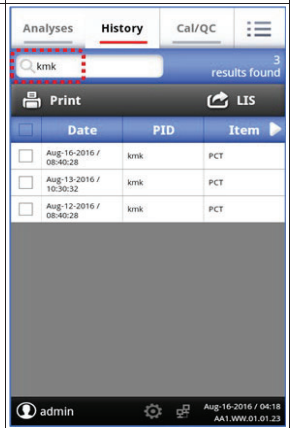 Analyses History Cal/QC
kmk
3
results found
Print LIS
Date PID Item
Aug-16-2016 /
08:40:28 kmk PCT
Aug-13-2016 /
10:30:32 kmk PCT
Aug-12-2016 /
08:40:28 kmk PCT
admin Aug-16-2016 / 04:18
AA1.WW.01.01.23